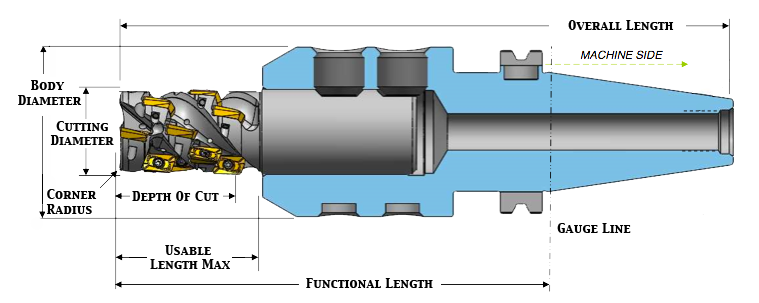 OVERALL LENGTH
MACHINE SIDE
BODY
DIAMETER
CUTTING
DIAMETER
CORNER
RADIUS
DEPTH OF CUT
GAUGE LINE
USABLE
LENGTH MAX
FUNCTIONAL LENGTH